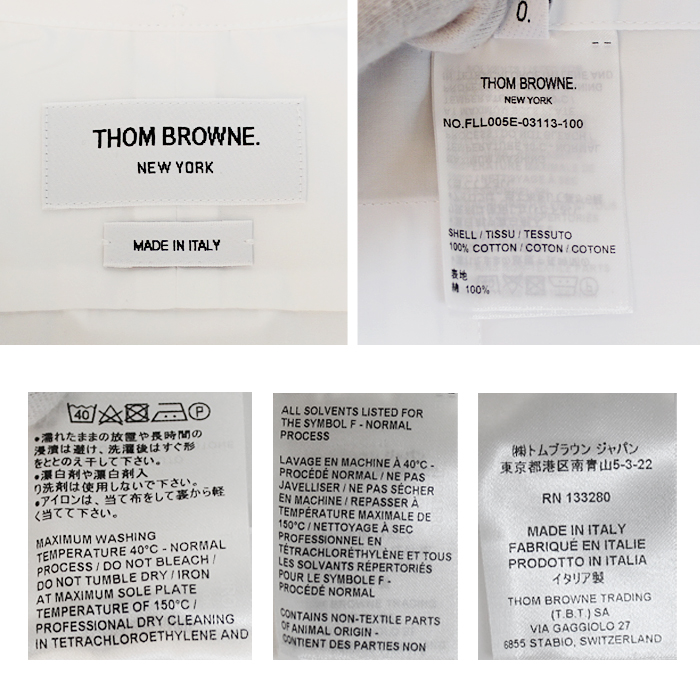 THOM BROWNE.
NEW YORK
MADE IN ITALY
0.
THOM BROWNE.
NEW YORK
NO.FLL005E-03113-100
SHELL / TISSU / TESSUTO
100% COTTON / COTON / COTONE
表地
綿 100%
40 P
•濡れたままの放置や長時間の
浸漬は避け、洗濯後はすぐ形
をととのえ干して下さい。
•漂白剤や漂白剤入
り洗剤は使用しないで下さい。
•アイロンは、当て布をして裏から軽
く当てて下さい。
MAXIMUM WASHING
TEMPERATURE 40°C - NORMAL
PROCESS / DO NOT BLEACH /
DO NOT TUMBLE DRY / IRON
AT MAXIMUM SOLE PLATE
TEMPERATURE OF 150°C /
PROFESSIONAL DRY CLEANING
IN TETRACHLOROETHYLENE AND
ALL SOLVENTS LISTED FOR
THE SYMBOL F - NORMAL
PROCESS
LAVAGE EN MACHINE À 40°C -
PROCÉDÉ NORMAL / NE PAS
JAVELLISER / NE PAS SÉCHER
EN MACHINE / REPASSER À
TEMPÉRATURE MAXIMALE DE
150°C / NETTOYAGE À SEC
PROFESSIONNEL EN
TÉTRACHLORÉTHYLÈNE ET TOUS
LES SOLVANTS RÉPERTORIÉS
POUR LE SYMBOLE F -
PROCÉDÉ NORMAL
CONTAINS NON-TEXTILE PARTS
OF ANIMAL ORIGIN -
CONTIENT DES PARTIES NON
(株)トムブラウン ジャパン
東京都港区南青山5-3-22
RN 133280
MADE IN ITALY
FABRIQUÉ EN ITALIE
PRODOTTO IN ITALIA
イタリア製
THOM BROWNE TRADING
(T.B.T.) SA
VIA GAGGIOLO 27
6855 STABIO, SWITZERLAND